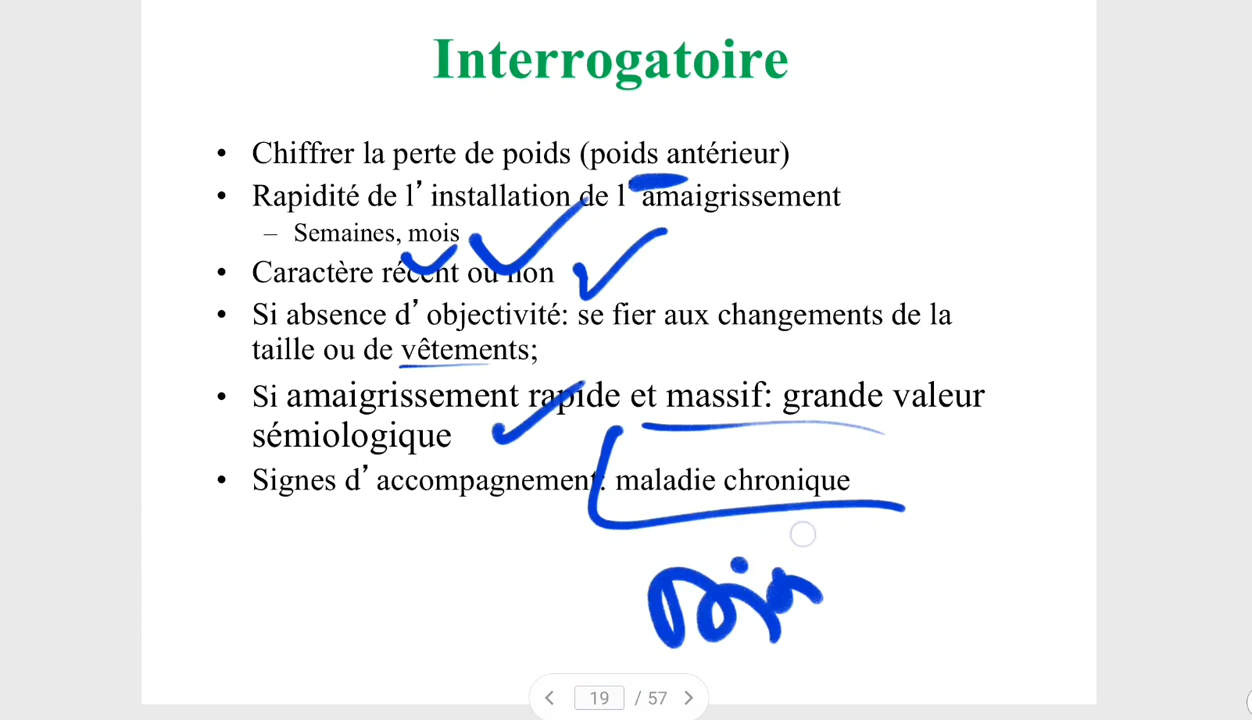 Interrogatoire
• Chiffrer la perte de poids (poids antérieur)
• Rapidité de l’installation de l’amaigrissement
– Semaines, mois
• Caractère récent ou non
• Si absence d’objectivité: se fier aux changements de la
taille ou de vêtements;
• Si amaigrissement rapide et massif: grande valeur
sémiologique
• Signes d’accompagnement: maladie chronique
19 / 57